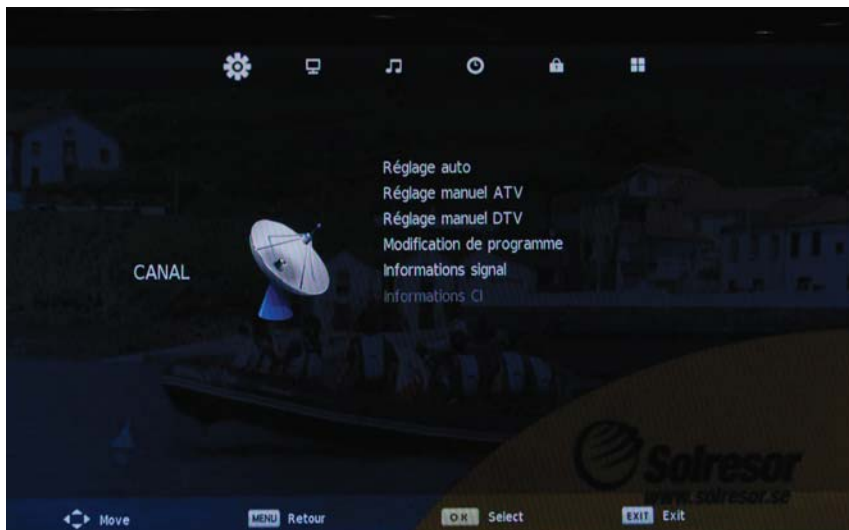 CANAL
Réglage auto
Réglage manuel ATV
Réglage manuel DTV
Modification de programme
Informations signal
Informations CI
Solresor
www.solresor.se
Move
MENU Retour
OK Select
EXIT Exit